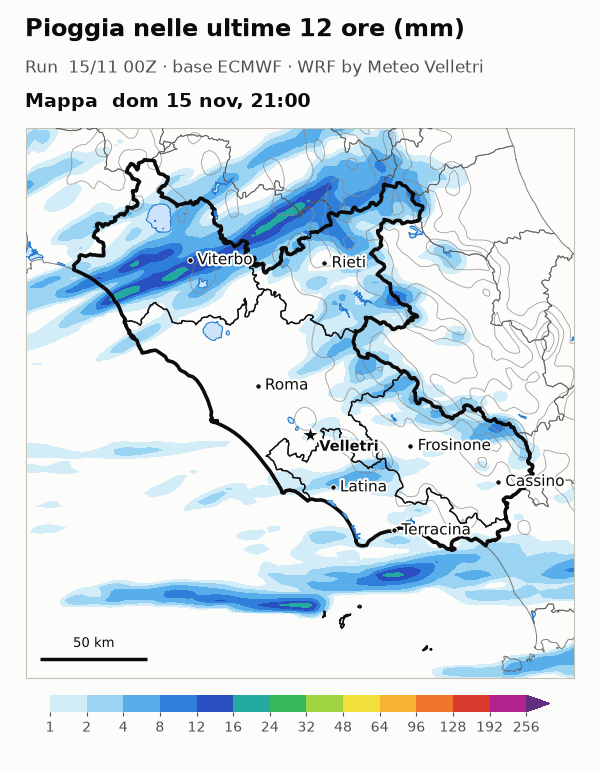 Pioggia nelle ultime 12 ore (mm)
Run  15/11 00Z · base ECMWF · WRF by Meteo Velletri
Mappa  dom 15 nov, 21:00
Viterbo
Rieti
Roma
Velletri
Frosinone
Cassino
Latina
Terracina
50 km
1 2 4 8 12 16 24 32 48 64 96 128 192 256